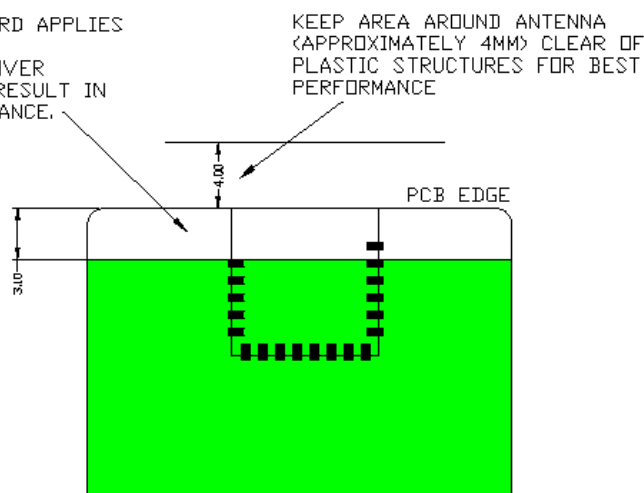 RD APPLIES
VER
RESULT IN
ANCE.
KEEP AREA AROUND ANTENNA
(APPROXIMATELY 4MM) CLEAR OF
PLASTIC STRUCTURES FOR BEST
PERFORMANCE
4.00
PCB EDGE
3.10